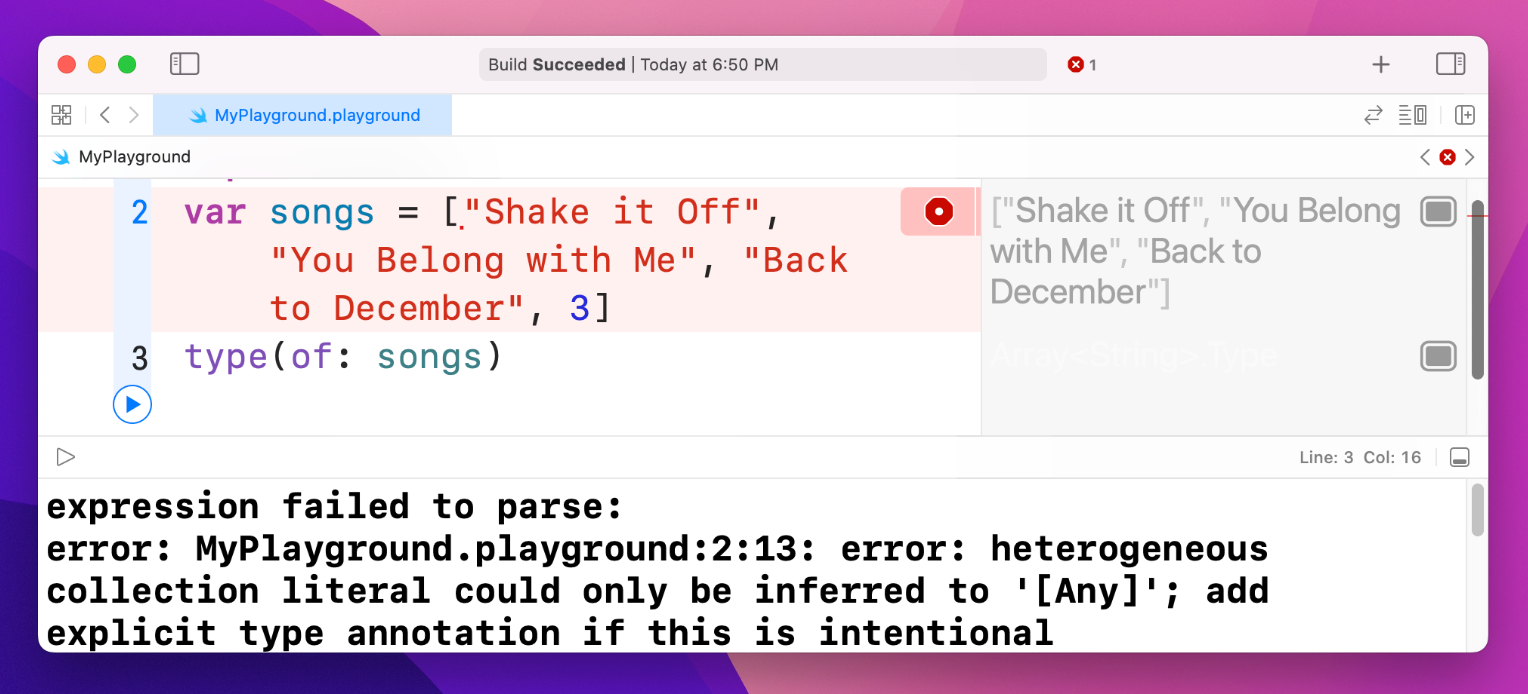 Build Succeeded | Today at 6:50 PM
1
MyPlayground.playground
MyPlayground
2 var songs = ["Shake it Off",
"You Belong with Me", "Back
to December", 3]
3 type(of: songs)
["Shake it Off", "You Belong
with Me", "Back to
December"]
Array<String>.Type
Line: 3 Col: 16
expression failed to parse:
error: MyPlayground.playground:2:13: error: heterogeneous
collection literal could only be inferred to '[Any]'; add
explicit type annotation if this is intentional